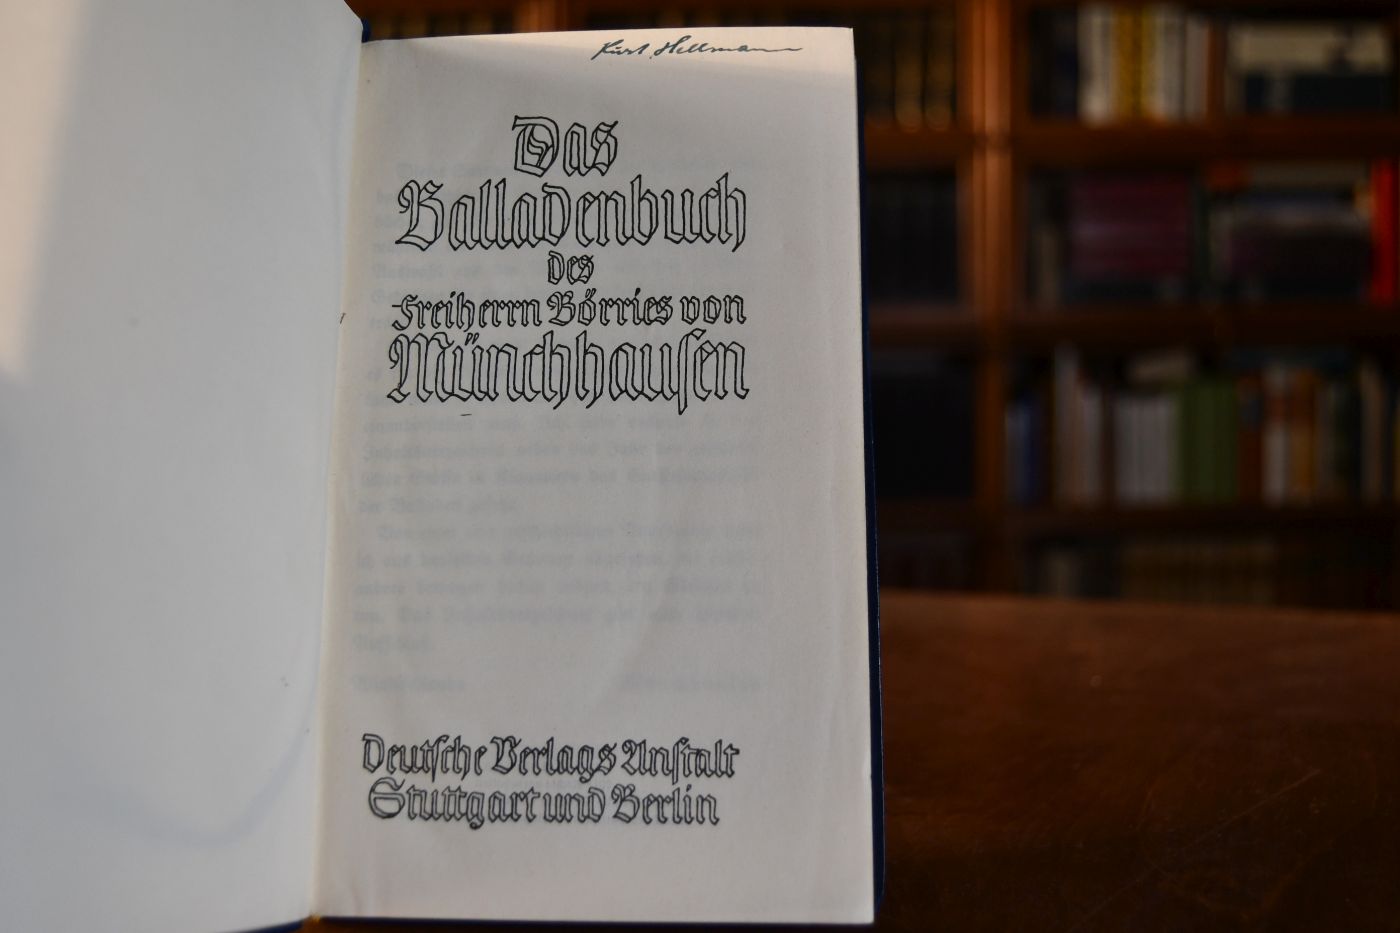 Kurt Hellmann
Das
Balladenbuch
des
Freiherrn Börries von
Münchhausen
Deutsche Verlags Anstalt
Stuttgart und Berlin